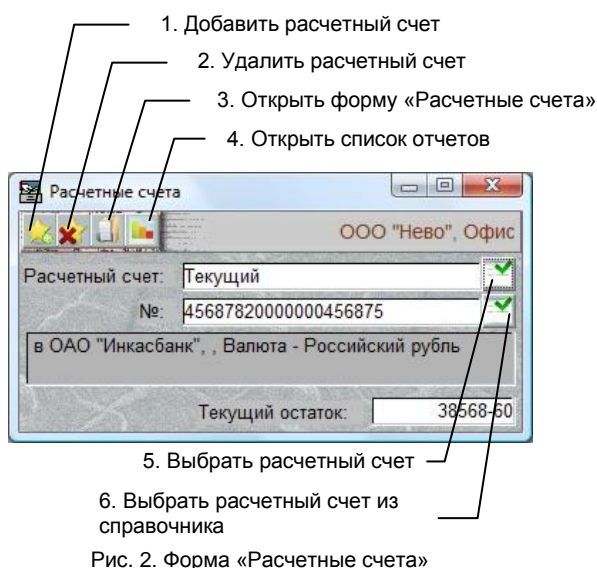 1. Добавить расчетный счет
2. Удалить расчетный счет
3. Открыть форму «Расчетные счета»
4. Открыть список отчетов
Расчетные счета
ООО "Нево", Офис
Расчетный счет: Текущий
№: 45687820000000456875
в ОАО "Инкасбанк", , Валюта - Российский рубль
Текущий остаток: 38568-60
5. Выбрать расчетный счет
6. Выбрать расчетный счет из
справочника
Рис. 2. Форма «Расчетные счета»